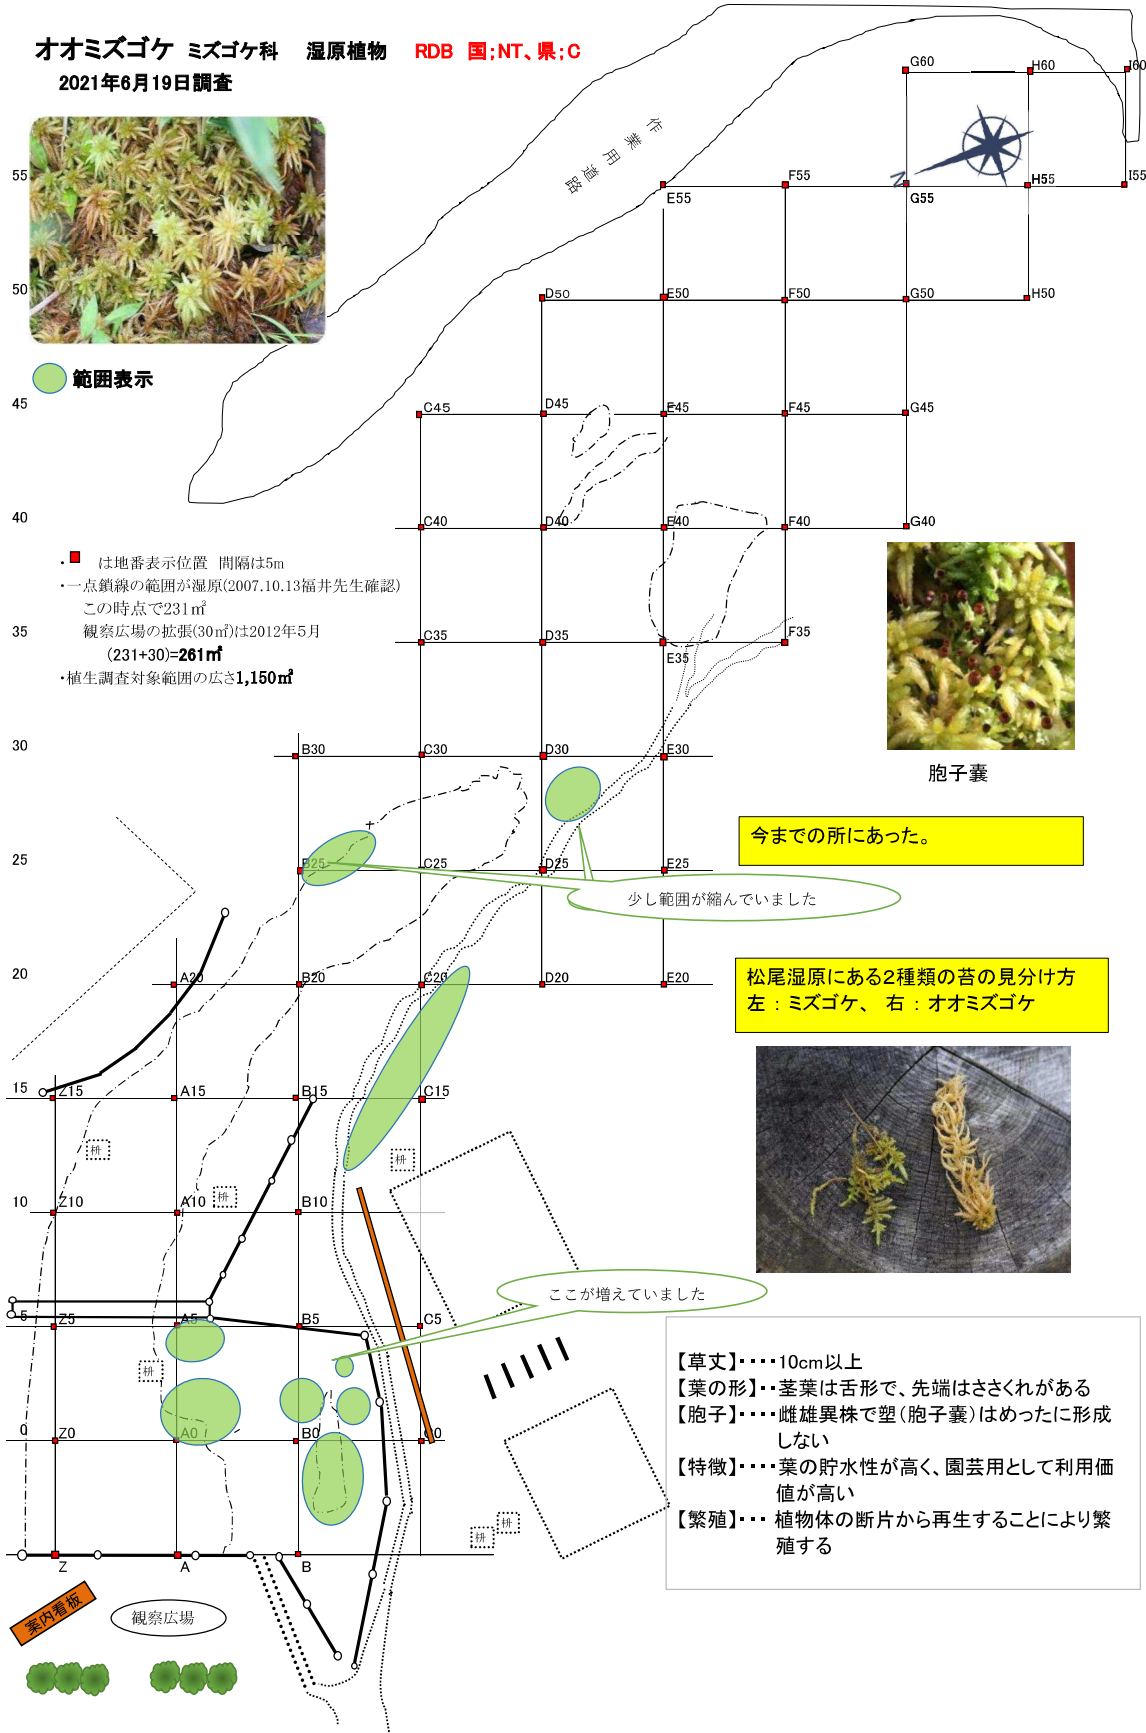 オオミズゴケ ミズゴケ科 湿原植物 RDB 国;NT、県;C
2021年6月19日調査
作業用道路
G60 H60 I60
N
55 E55 F55 G55 H55 I55
50 D50 E50 F50 G50 H50
範囲表示
45 C45 D45 E45 F45 G45
40 C40 D40 E40 F40 G40
・ は地番表示位置 間隔は5m
・一点鎖線の範囲が湿原(2007.10.13福井先生確認)
この時点で231㎡
観察広場の拡張(30㎡)は2012年5月
(231+30)=261㎡
・植生調査対象範囲の広さ1,150㎡
35 C35 D35 E35 F35
30 B30 C30 D30 E30
胞子嚢
今までの所にあった。
25 B25 C25 D25 E25
少し範囲が縮んでいました
20 A20 B20 C20 D20 E20
松尾湿原にある2種類の苔の見分け方
左：ミズゴケ、 右：オオミズゴケ
15 Z15 A15 B15 C15
枡
枡
枡
10 Z10 A10 B10
ここが増えていました
5 Z5 A5 B5 C5
枡
0 Z0 A0 B0 C0
【草丈】････10cm以上
【葉の形】･･茎葉は舌形で、先端はささくれがある
【胞子】････雌雄異株で塑(胞子嚢)はめったに形成
しない
【特徴】････葉の貯水性が高く、園芸用として利用価
値が高い
【繁殖】･･･ 植物体の断片から再生することにより繁
殖する
枡
枡
Z A B
案内看板
観察広場